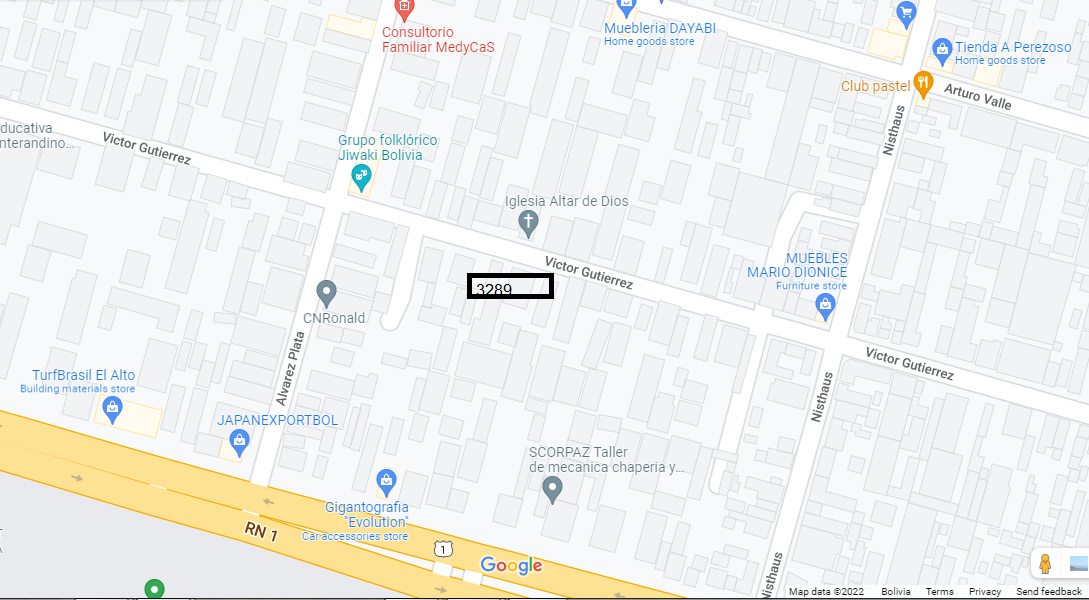 Consultorio
Familiar MedyCaS
Muebleria DAYABI
Home goods store
Tienda A Perezoso
Home goods store
Club pastel
Arturo Valle
Nisthaus
ducativa
nterandino...
Victor Gutierrez
Grupo folklórico
Jiwaki Bolivia
Iglesia Altar de Dios
Victor Gutierrez
3289
MUEBLES
MARIO DIONICE
Furniture store
CNRonald
Alvarez Plata
Victor Gutierrez
Nisthaus
TurfBrasil El Alto
Building materials store
JAPANEXPORTBOL
SCORPAZ Taller
de mecanica chaperia y...
Gigantografia
"Evolution"
Car accessories store
RN 1
1
Google
Nisthaus
Map data ©2022 Bolivia Terms Privacy Send feedback